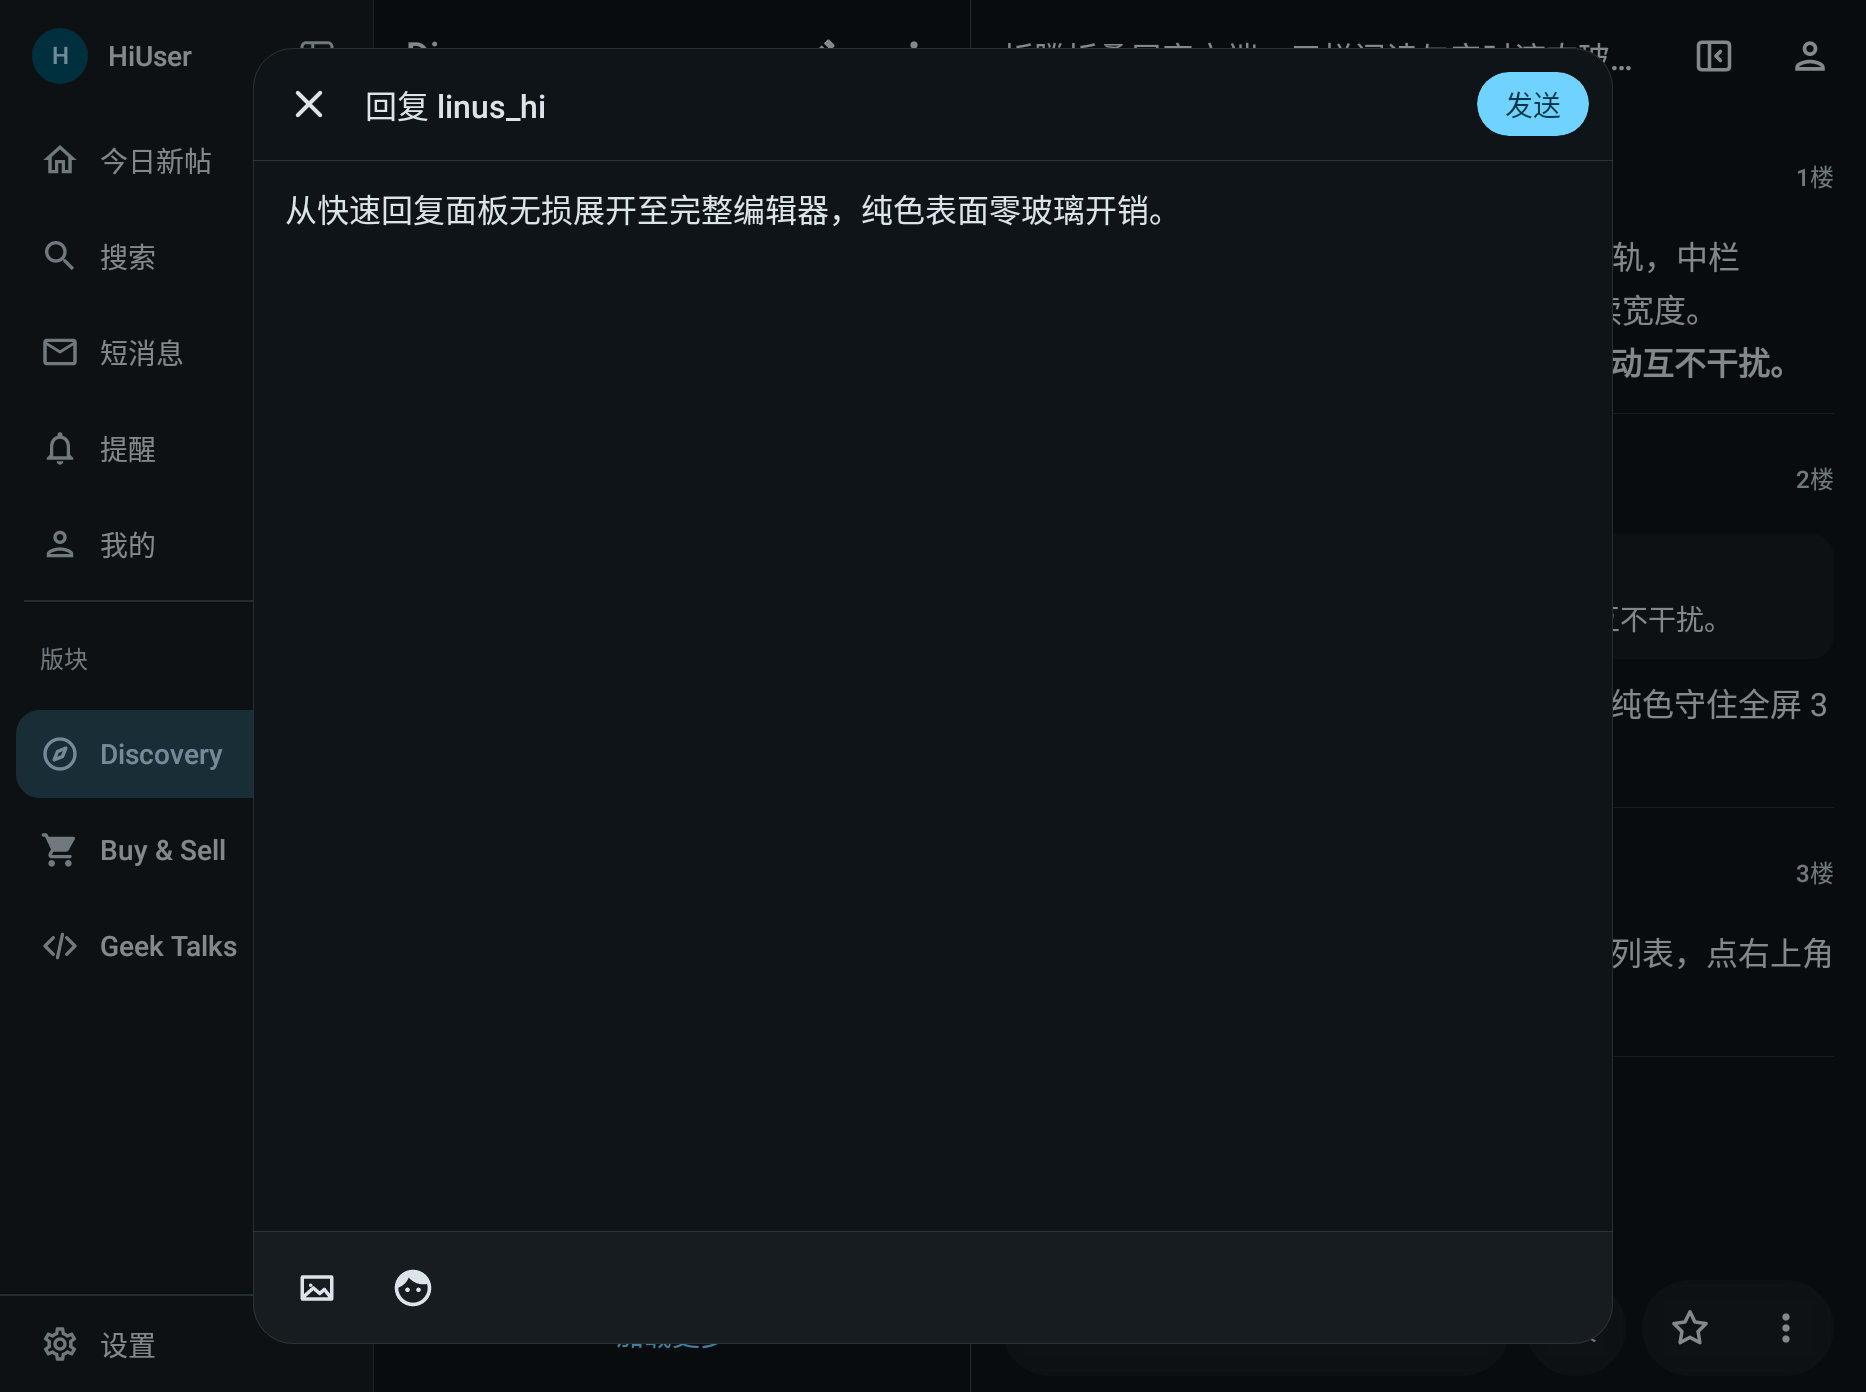 H
HiUser
今日新帖
搜索
短消息
提醒
我的
版块
Discovery
Buy & Sell
Geek Talks
设置
回复 linus_hi
发送
从快速回复面板无损展开至完整编辑器，纯色表面零玻璃开销。
1楼
轨，中栏
宽度。
动互不干扰。
2楼
不干扰。
纯色守住全屏 3
3楼
列表，点右上角